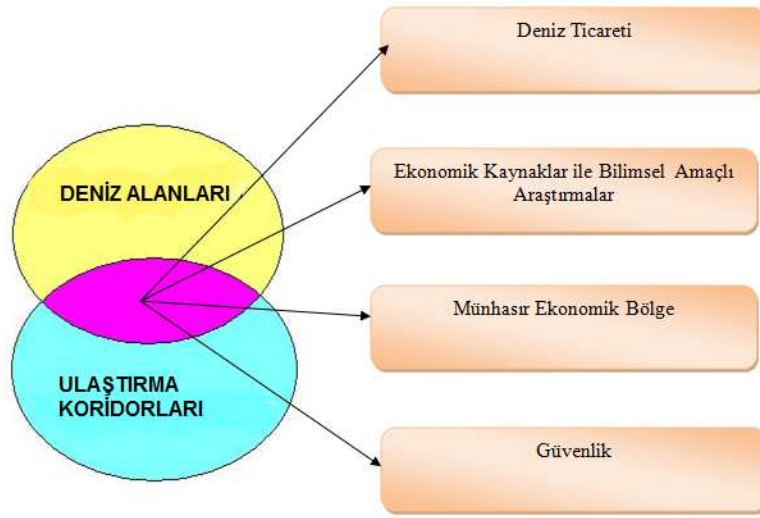 DENİZ ALANLARI
ULAŞTIRMA
KORİDORLARI
Deniz Ticareti
Ekonomik Kaynaklar ile Bilimsel Amaçlı
Araştırmalar
Münhasır Ekonomik Bölge
Güvenlik